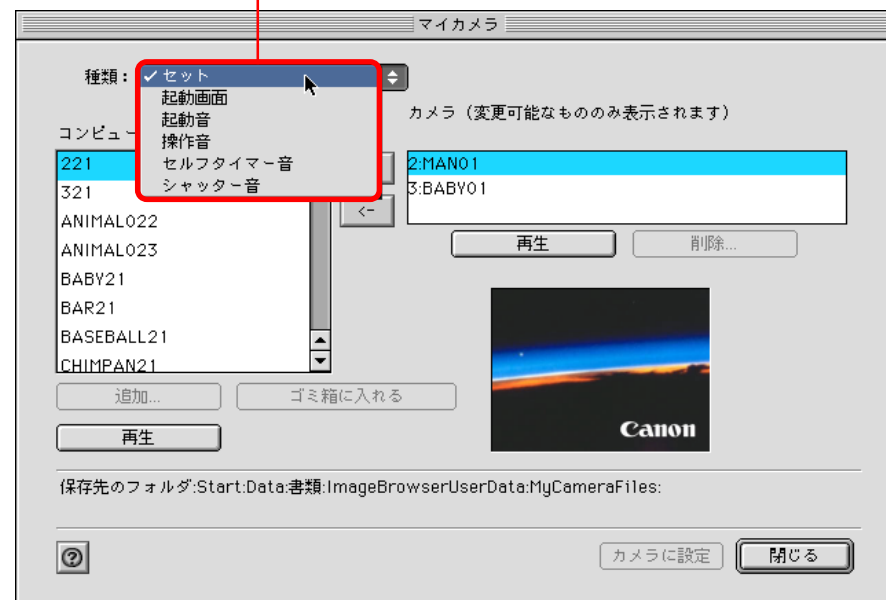 マイカメラ
種類：
✓セット
起動画面
起動音
操作音
セルフタイマー音
シャッター音
コンピュー
カメラ（変更可能なもののみ表示されます）
221
321
ANIMAL022
ANIMAL023
BABY21
BAR21
BASEBALL21
CHIMPAN21
<-
2:MAN01
3:BABY01
再生
削除...
Canon
追加...
ゴミ箱に入れる
再生
保存先のフォルダ:Start:Data:書類:ImageBrowserUserData:MyCameraFiles:
?
カメラに設定
閉じる